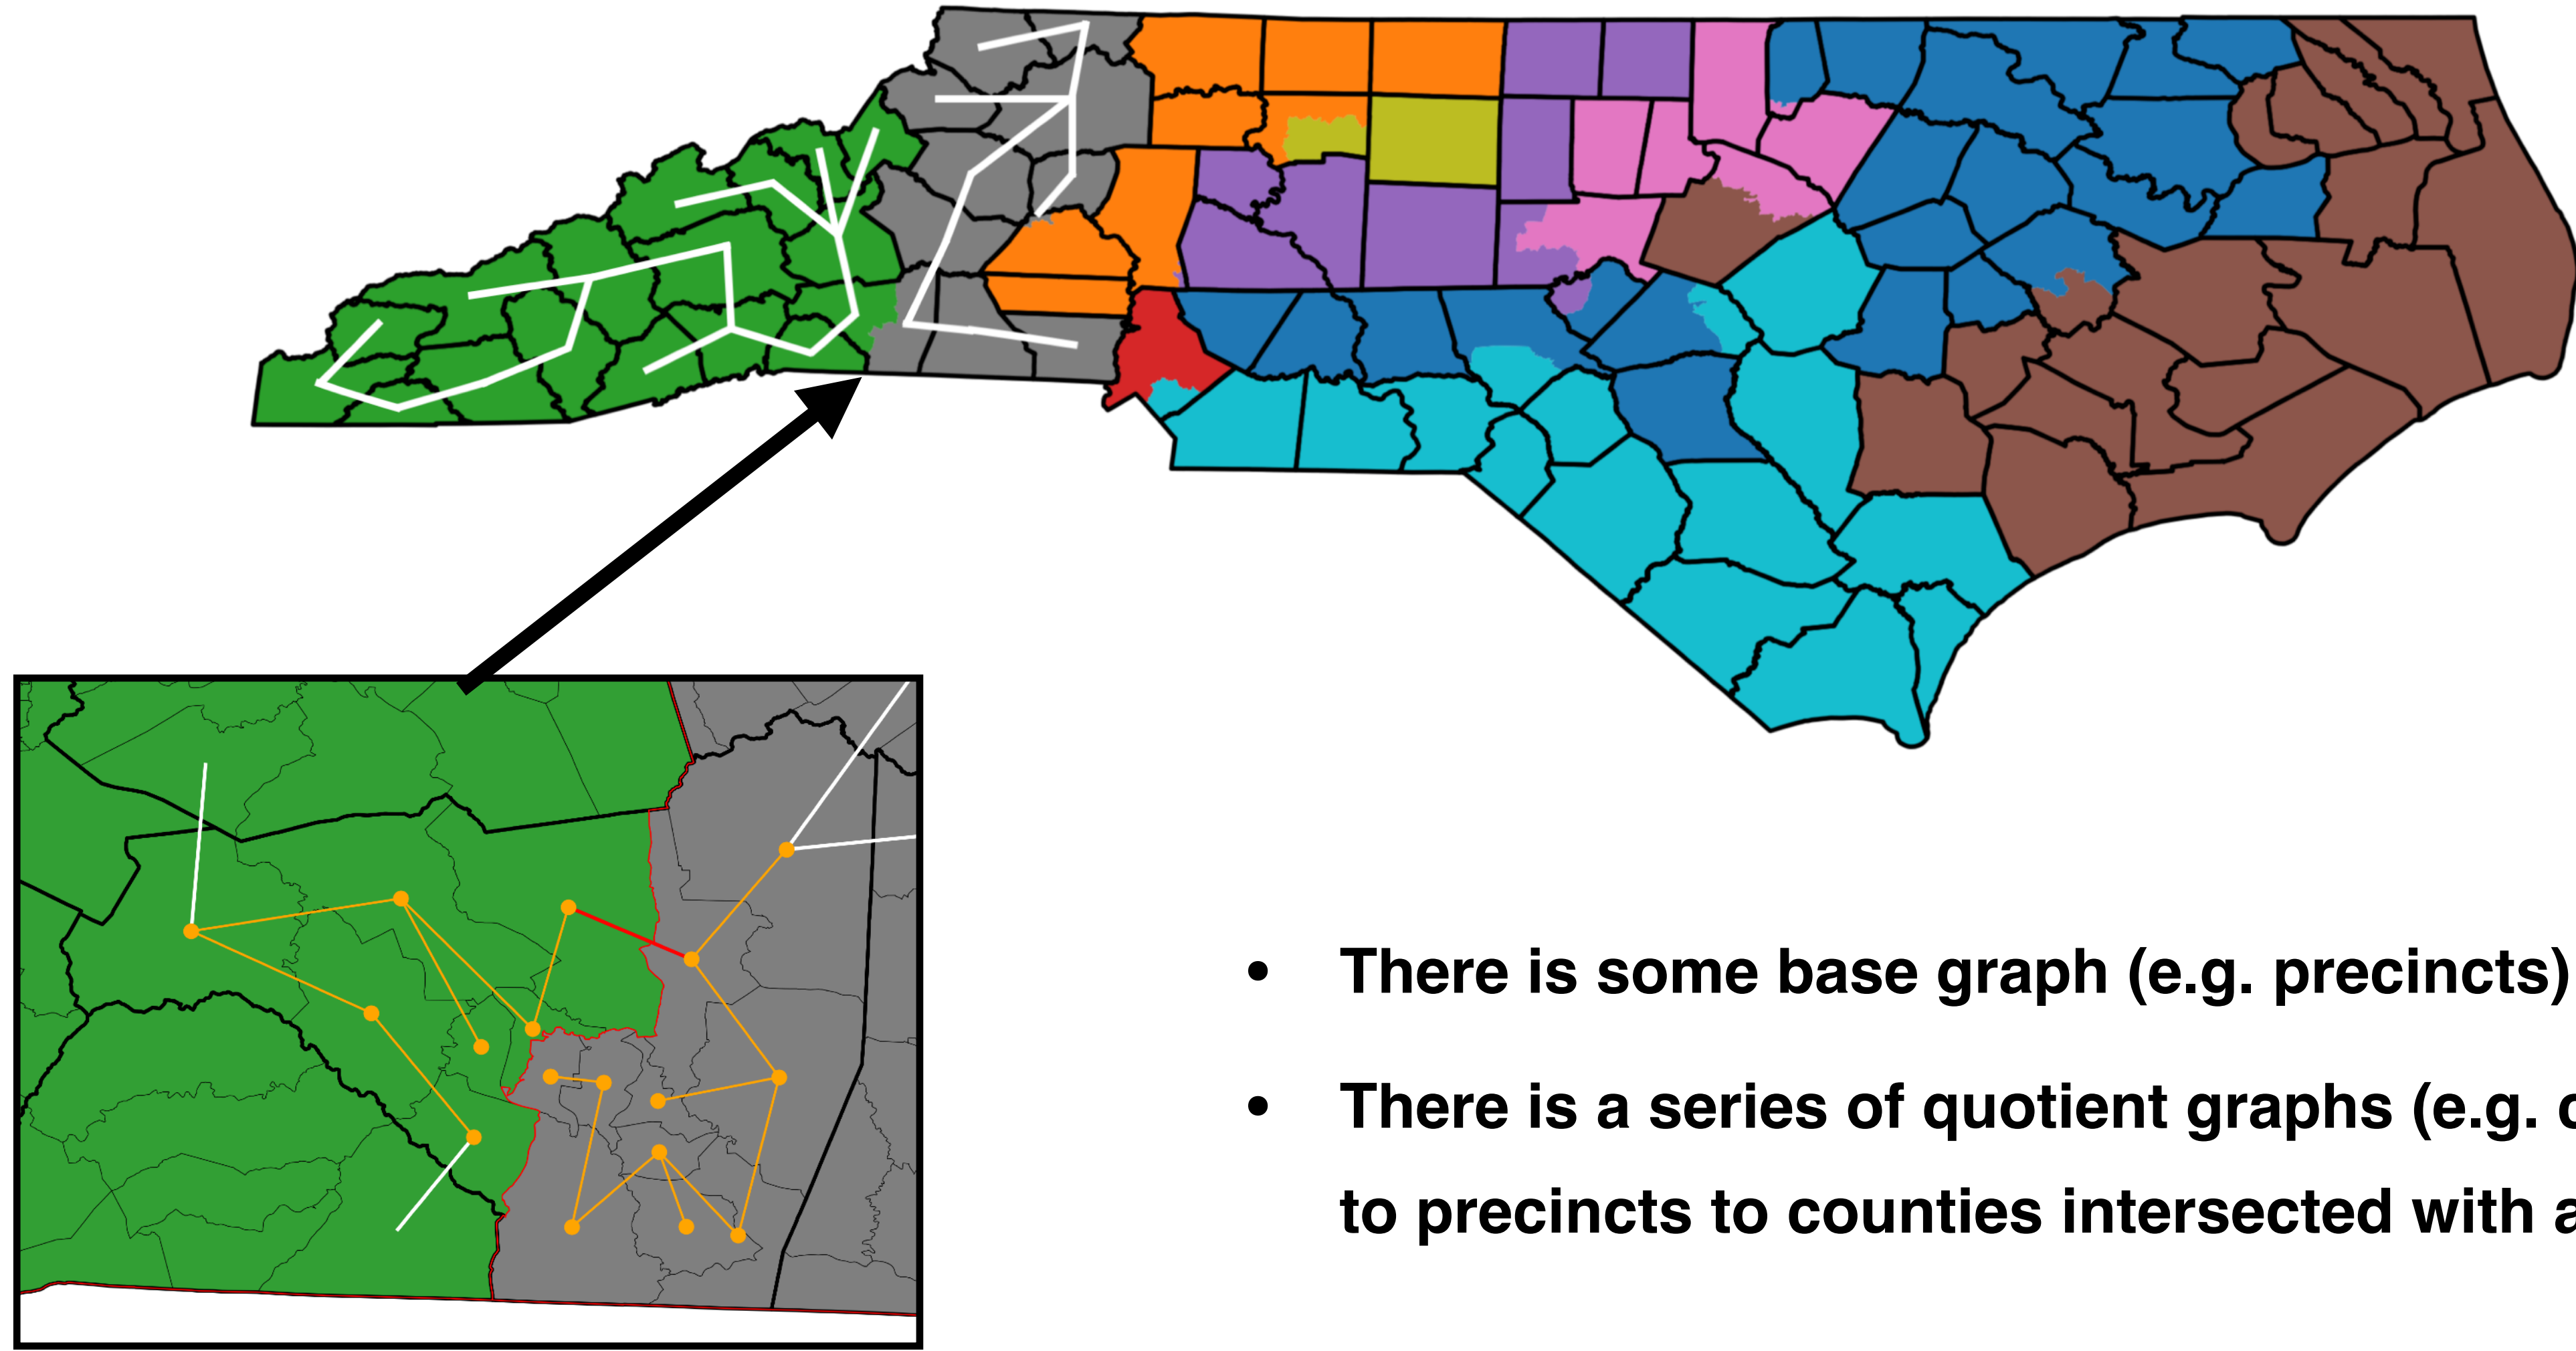 • There is some base graph (e.g. precincts)
• There is a series of quotient graphs (e.g.
to precincts to counties intersected with